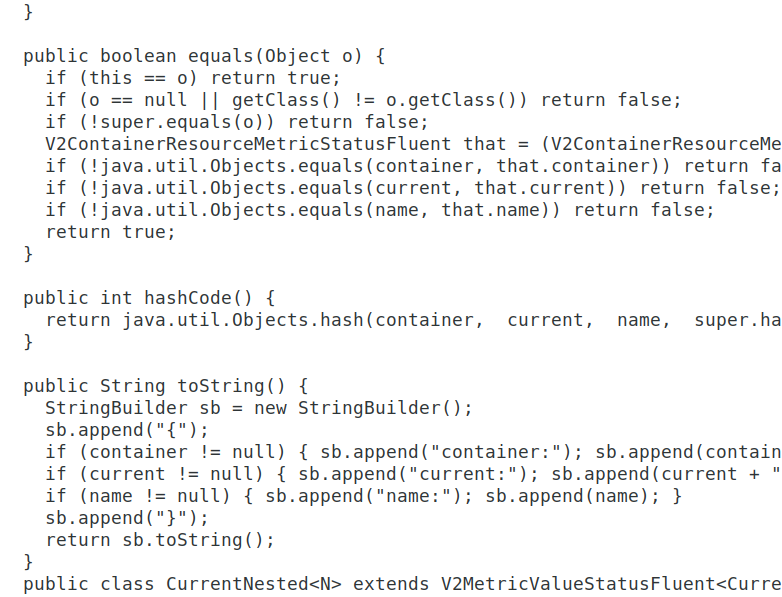 }

public boolean equals(Object o) {
  if (this == o) return true;
  if (o == null || getClass() != o.getClass()) return false;
  if (!super.equals(o)) return false;
  V2ContainerResourceMetricStatusFluent that = (V2ContainerResourceMe
  if (!java.util.Objects.equals(container, that.container)) return fa
  if (!java.util.Objects.equals(current, that.current)) return false;
  if (!java.util.Objects.equals(name, that.name)) return false;
  return true;
}

public int hashCode() {
  return java.util.Objects.hash(container,  current,  name,  super.ha
}

public String toString() {
  StringBuilder sb = new StringBuilder();
  sb.append("{");
  if (container != null) { sb.append("container:"); sb.append(contain
  if (current != null) { sb.append("current:"); sb.append(current + "
  if (name != null) { sb.append("name:"); sb.append(name); }
  sb.append("}");
  return sb.toString();
}
public class CurrentNested<N> extends V2MetricValueStatusFluent<Curre